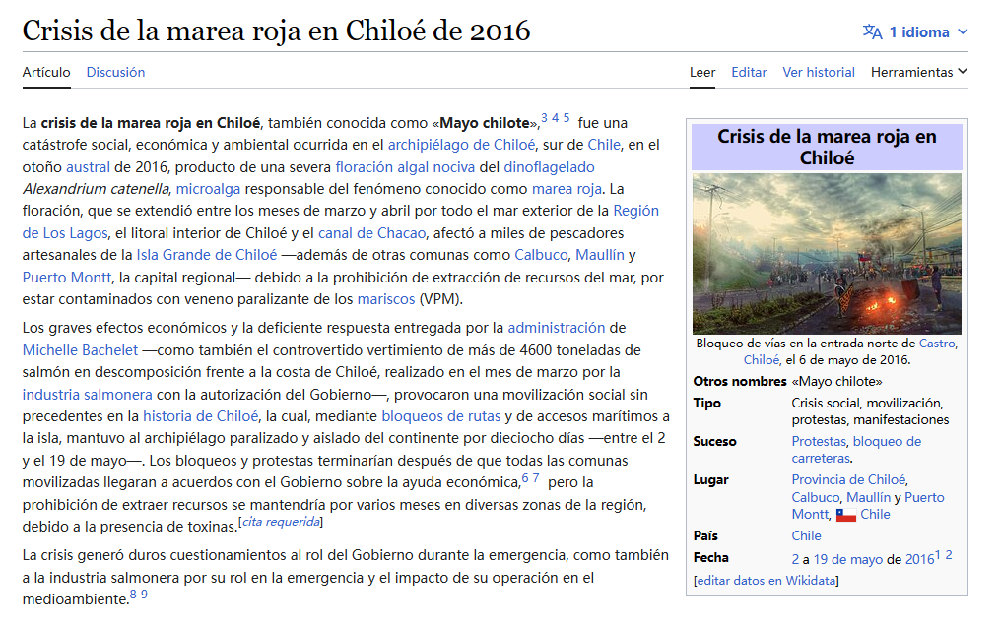 Crisis de la marea roja en Chiloé de 2016
1 idioma
Artículo
Discusión
Leer
Editar
Ver historial
Herramientas
La crisis de la marea roja en Chiloé, también conocida como «Mayo chilote»,3 4 5 fue una
catástrofe social, económica y ambiental ocurrida en el archipiélago de Chiloé, sur de Chile, en el
otoño austral de 2016, producto de una severa floración algal nociva del dinoflagelado
Alexandrium catenella, microalga responsable del fenómeno conocido como marea roja. La
floración, que se extendió entre los meses de marzo y abril por todo el mar exterior de la Región
de Los Lagos, el litoral interior de Chiloé y el canal de Chacao, afectó a miles de pescadores
artesanales de la Isla Grande de Chiloé —además de otras comunas como Calbuco, Maullín y
Puerto Montt, la capital regional— debido a la prohibición de extracción de recursos del mar, por
estar contaminados con veneno paralizante de los mariscos (VPM).
Los graves efectos económicos y la deficiente respuesta entregada por la administración de
Michelle Bachelet —como también el controvertido vertimiento de más de 4600 toneladas de
salmón en descomposición frente a la costa de Chiloé, realizado en el mes de marzo por la
industria salmonera con la autorización del Gobierno—, provocaron una movilización social sin
precedentes en la historia de Chiloé, la cual, mediante bloqueos de rutas y de accesos marítimos a
la isla, mantuvo al archipiélago paralizado y aislado del continente por dieciocho días —entre el 2
y el 19 de mayo—. Los bloqueos y protestas terminarían después de que todas las comunas
movilizadas llegaran a acuerdos con el Gobierno sobre la ayuda económica,6 7 pero la
prohibición de extraer recursos se mantendría por varios meses en diversas zonas de la región,
debido a la presencia de toxinas.[cita requerida]
La crisis generó duros cuestionamientos al rol del Gobierno durante la emergencia, como también
a la industria salmonera por su rol en la emergencia y el impacto de su operación en el
medioambiente.8 9
Crisis de la marea roja en
Chiloé
Bloqueo de vías en la entrada norte de Castro,
Chiloé, el 6 de mayo de 2016.
Otros nombres «Mayo chilote»
Tipo Crisis social, movilización,
protestas, manifestaciones
Suceso Protestas, bloqueo de
carreteras.
Lugar Provincia de Chiloé,
Calbuco, Maullín y Puerto
Montt, Chile
País Chile
Fecha 2 a 19 de mayo de 20161 2
[editar datos en Wikidata]